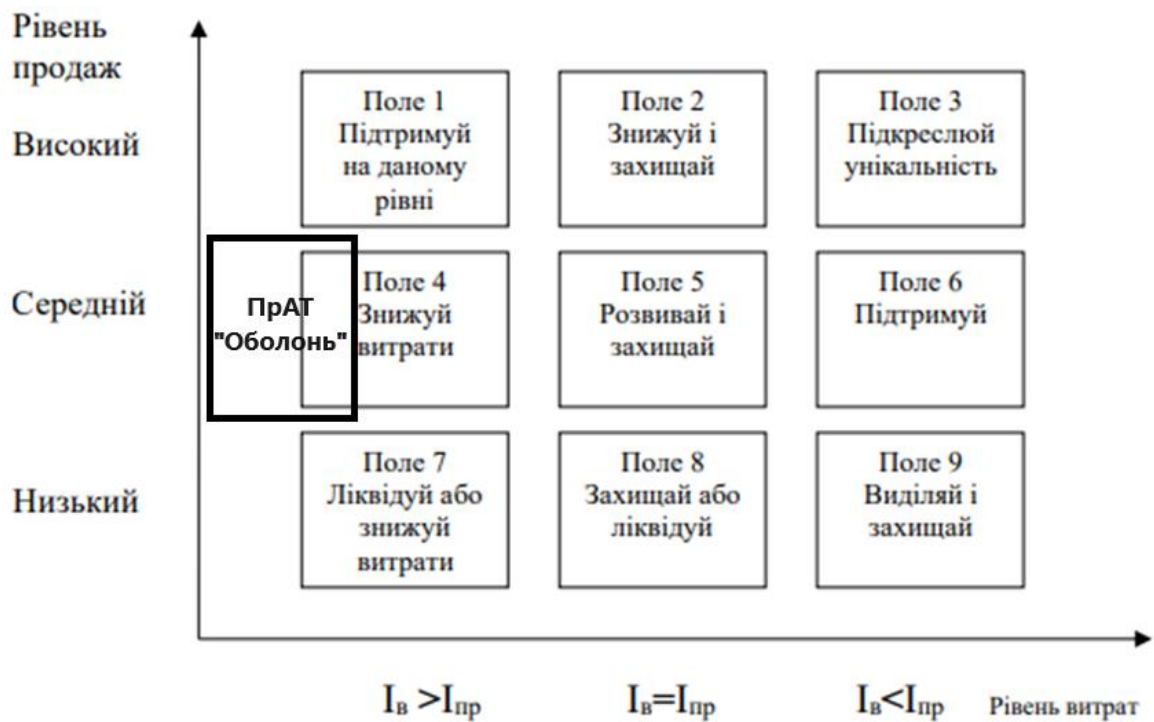 Рівень
продаж
Високий
Поле 1
Підтримуй
на даному
рівні
Поле 2
Знижуй і
захищай
Поле 3
Підкреслюй
унікальність
Середній
ПрАТ
"Оболонь"
Поле 4
Знижуй
витрати
Поле 5
Розвивай і
захищай
Поле 6
Підтримуй
Низький
Поле 7
Ліквідуй або
знижуй
витрати
Поле 8
Захищай або
ліквідуй
Поле 9
Виділяй і
захищай
Iв >Iпр
Iв=Iпр
Iв<Iпр
Рівень витрат